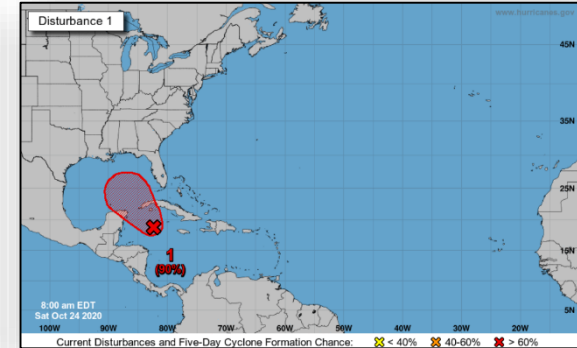 Disturbance 1
www.hurricanes.gov
45N
35N
25N
15N
5N
1
(90%)
8:00 am EDT
Sat Oct 24 2020
100W 90W 80W 70W 60W 50W 40W 30W 20W 10W
Current Disturbances and Five-Day Cyclone Formation Chance: < 40% 40-60% > 60%